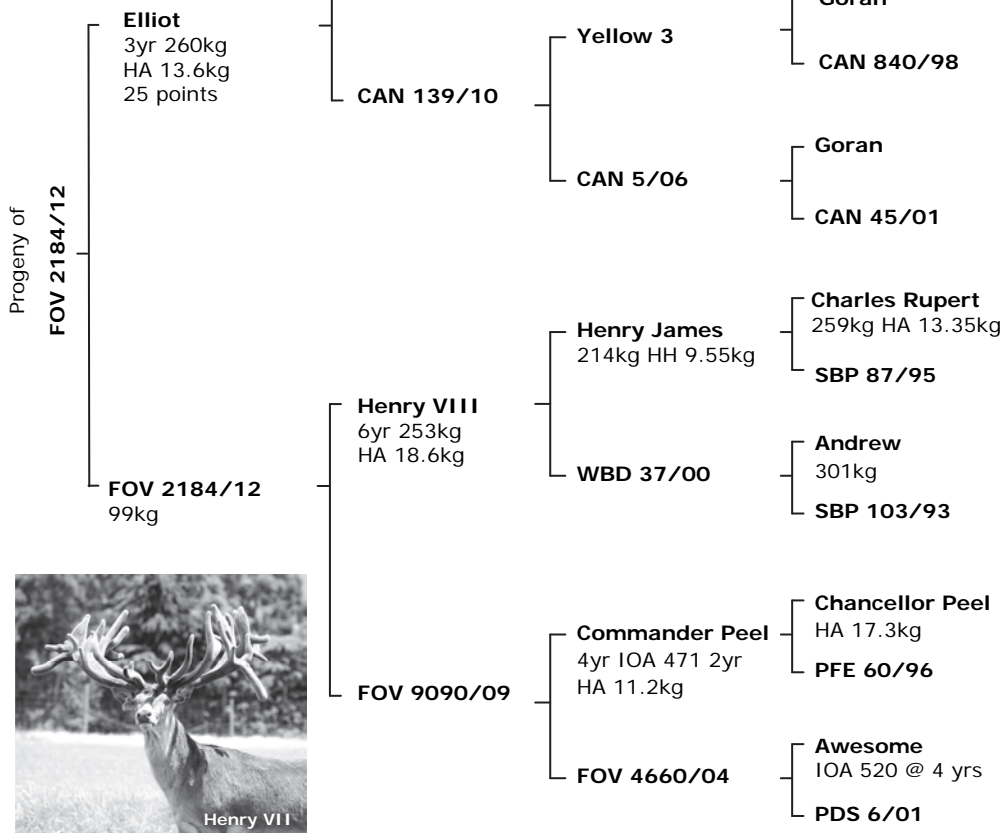 Progeny of
FOV 2184/12
Elliot
3yr 260kg
HA 13.6kg
25 points
CAN 139/10
Yellow 3
Goran
CAN 840/98
CAN 5/06
Goran
CAN 45/01
FOV 2184/12
99kg
Henry VIII
6yr 253kg
HA 18.6kg
Henry James
214kg HH 9.55kg
Charles Rupert
259kg HA 13.35kg
SBP 87/95
WBD 37/00
Andrew
301kg
SBP 103/93
FOV 9090/09
Commander Peel
4yr IOA 471 2yr
HA 11.2kg
Chancellor Peel
HA 17.3kg
PFE 60/96
FOV 4660/04
Awesome
IOA 520 @ 4 yrs
PDS 6/01
Henry VII